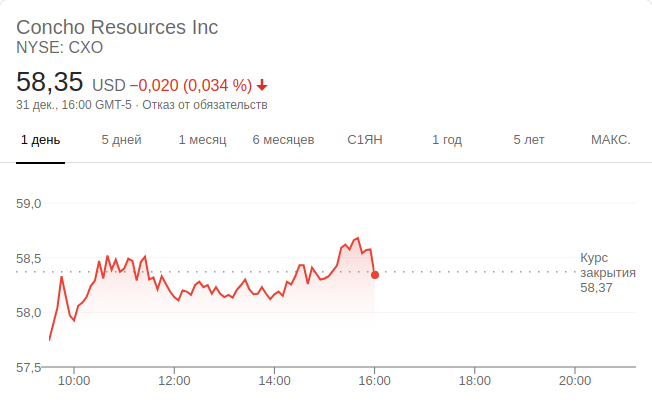 Concho Resources Inc
NYSE: CXO
58,35 USD −0,020 (0,034 %)
31 дек., 16:00 GMT-5 · Отказ от обязательств
1 день 5 дней 1 месяц 6 месяцев С1ЯН 1 год 5 лет МАКС.
59,0
58,5
Курс
закрытия
58,37
58,0
57,5
10:00 12:00 14:00 16:00 18:00 20:00